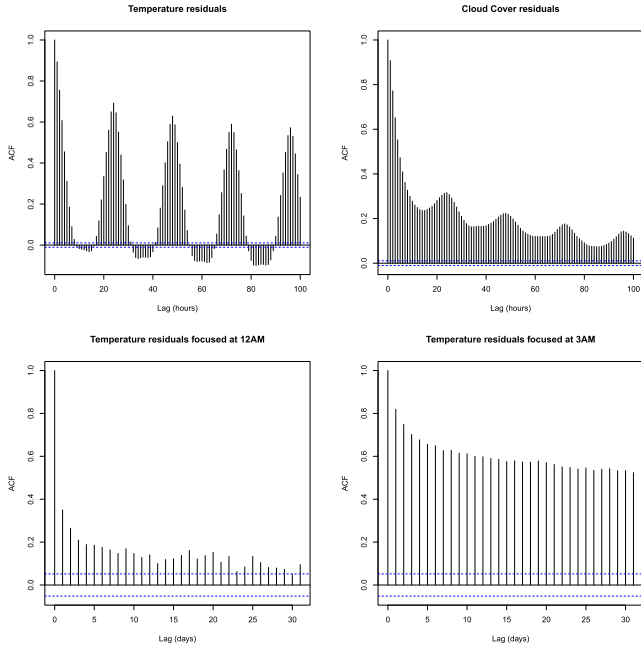 Temperature residuals
ACF
1.0
0.8
0.6
0.4
0.2
0.0
0 20 40 60 80 100
Lag (hours)
Cloud Cover residuals
ACF
1.0
0.8
0.6
0.4
0.2
0.0
0 20 40 60 80 100
Lag (hours)
Temperature residuals focused at 12AM
ACF
1.0
0.8
0.6
0.4
0.2
0.0
0 5 10 15 20 25 30
Lag (days)
Temperature residuals focused at 3AM
ACF
1.0
0.8
0.6
0.4
0.2
0.0
0 5 10 15 20 25 30
Lag (days)